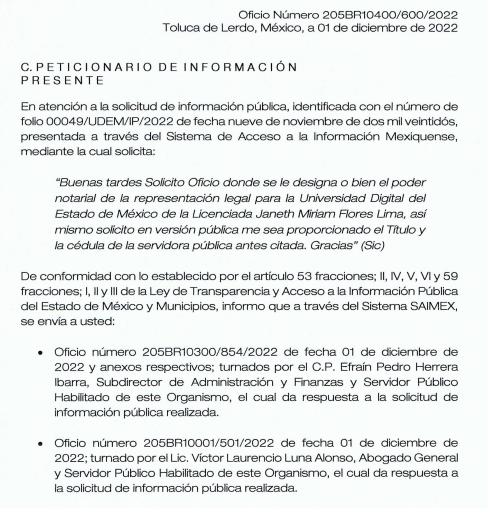 Oficio Número 205BR10400/600/2022
Toluca de Lerdo, México, a 01 de diciembre de 2022
C. PETICIONARIO DE INFORMACIÓN
PRESENTE
En atención a la solicitud de información pública, identificada con el número de
folio 00049/UDEM/IP/2022 de fecha nueve de noviembre de dos mil veintidós,
presentada a través del Sistema de Acceso a la Información Mexiquense,
mediante la cual solicita:
"Buenas tardes Solicito Oficio donde se le designa o bien el poder
notarial de la representación legal para la Universidad Digital del
Estado de México de la Licenciada Janeth Miriam Flores Lima, así
mismo solicito en versión pública me sea proporcionado el Título y
la cédula de la servidora pública antes citada. Gracias" (Sic)
De conformidad con lo establecido por el artículo 53 fracciones; II, IV, V, VI y 59
fracciones; I, II y III de la Ley de Transparencia y Acceso a la Información Pública
del Estado de México y Municipios, informo que a través del Sistema SAIMEX,
se envía a usted:
• Oficio número 205BR10300/854/2022 de fecha 01 de diciembre de
2022 y anexos respectivos; turnados por el C.P. Efraín Pedro Herrera
Ibarra, Subdirector de Administración y Finanzas y Servidor Público
Habilitado de este Organismo, el cual da respuesta a la solicitud de
información pública realizada.
• Oficio número 205BR10001/501/2022 de fecha 01 de diciembre de
2022; turnado por el Lic. Víctor Laurencio Luna Alonso, Abogado General
y Servidor Público Habilitado de este Organismo, el cual da respuesta a
la solicitud de información pública realizada.